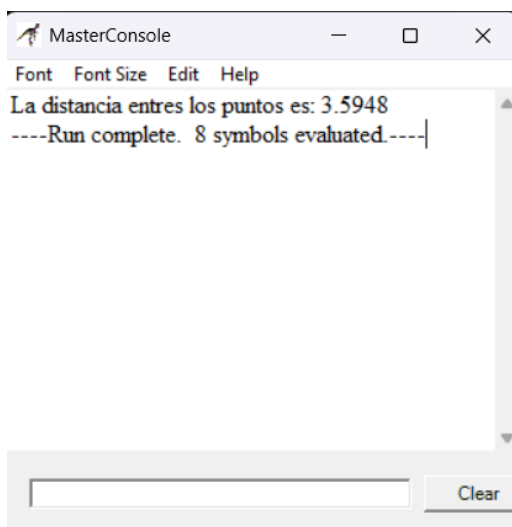 MasterConsole
Font Font Size Edit Help
La distancia entres los puntos es: 3.5948
----Run complete.  8 symbols evaluated.----
Clear